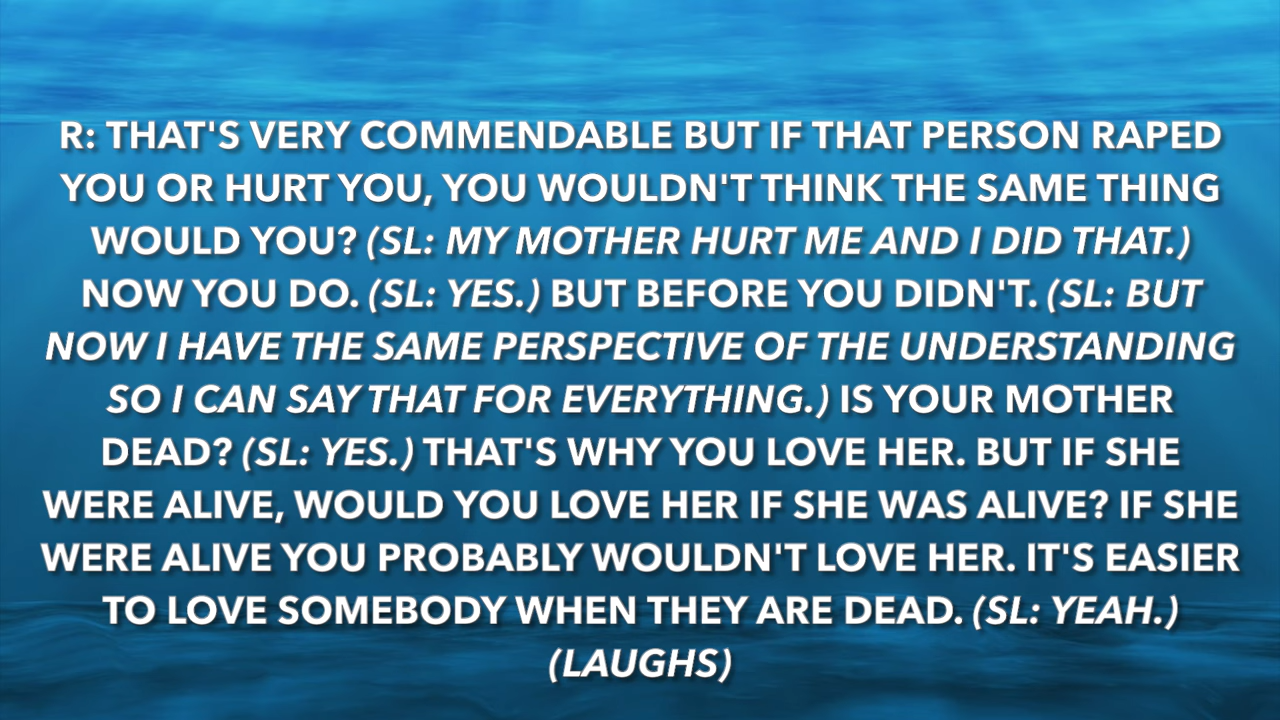 R: THAT'S VERY COMMENDABLE BUT IF THAT PERSON RAPED
YOU OR HURT YOU, YOU WOULDN'T THINK THE SAME THING
WOULD YOU? (SL: MY MOTHER HURT ME AND I DID THAT.)
NOW YOU DO. (SL: YES.) BUT BEFORE YOU DIDN'T. (SL: BUT
NOW I HAVE THE SAME PERSPECTIVE OF THE UNDERSTANDING
SO I CAN SAY THAT FOR EVERYTHING.) IS YOUR MOTHER
DEAD? (SL: YES.) THAT'S WHY YOU LOVE HER. BUT IF SHE
WERE ALIVE, WOULD YOU LOVE HER IF SHE WAS ALIVE? IF SHE
WERE ALIVE YOU PROBABLY WOULDN'T LOVE HER. IT'S EASIER
TO LOVE SOMEBODY WHEN THEY ARE DEAD. (SL: YEAH.)
(LAUGHS)